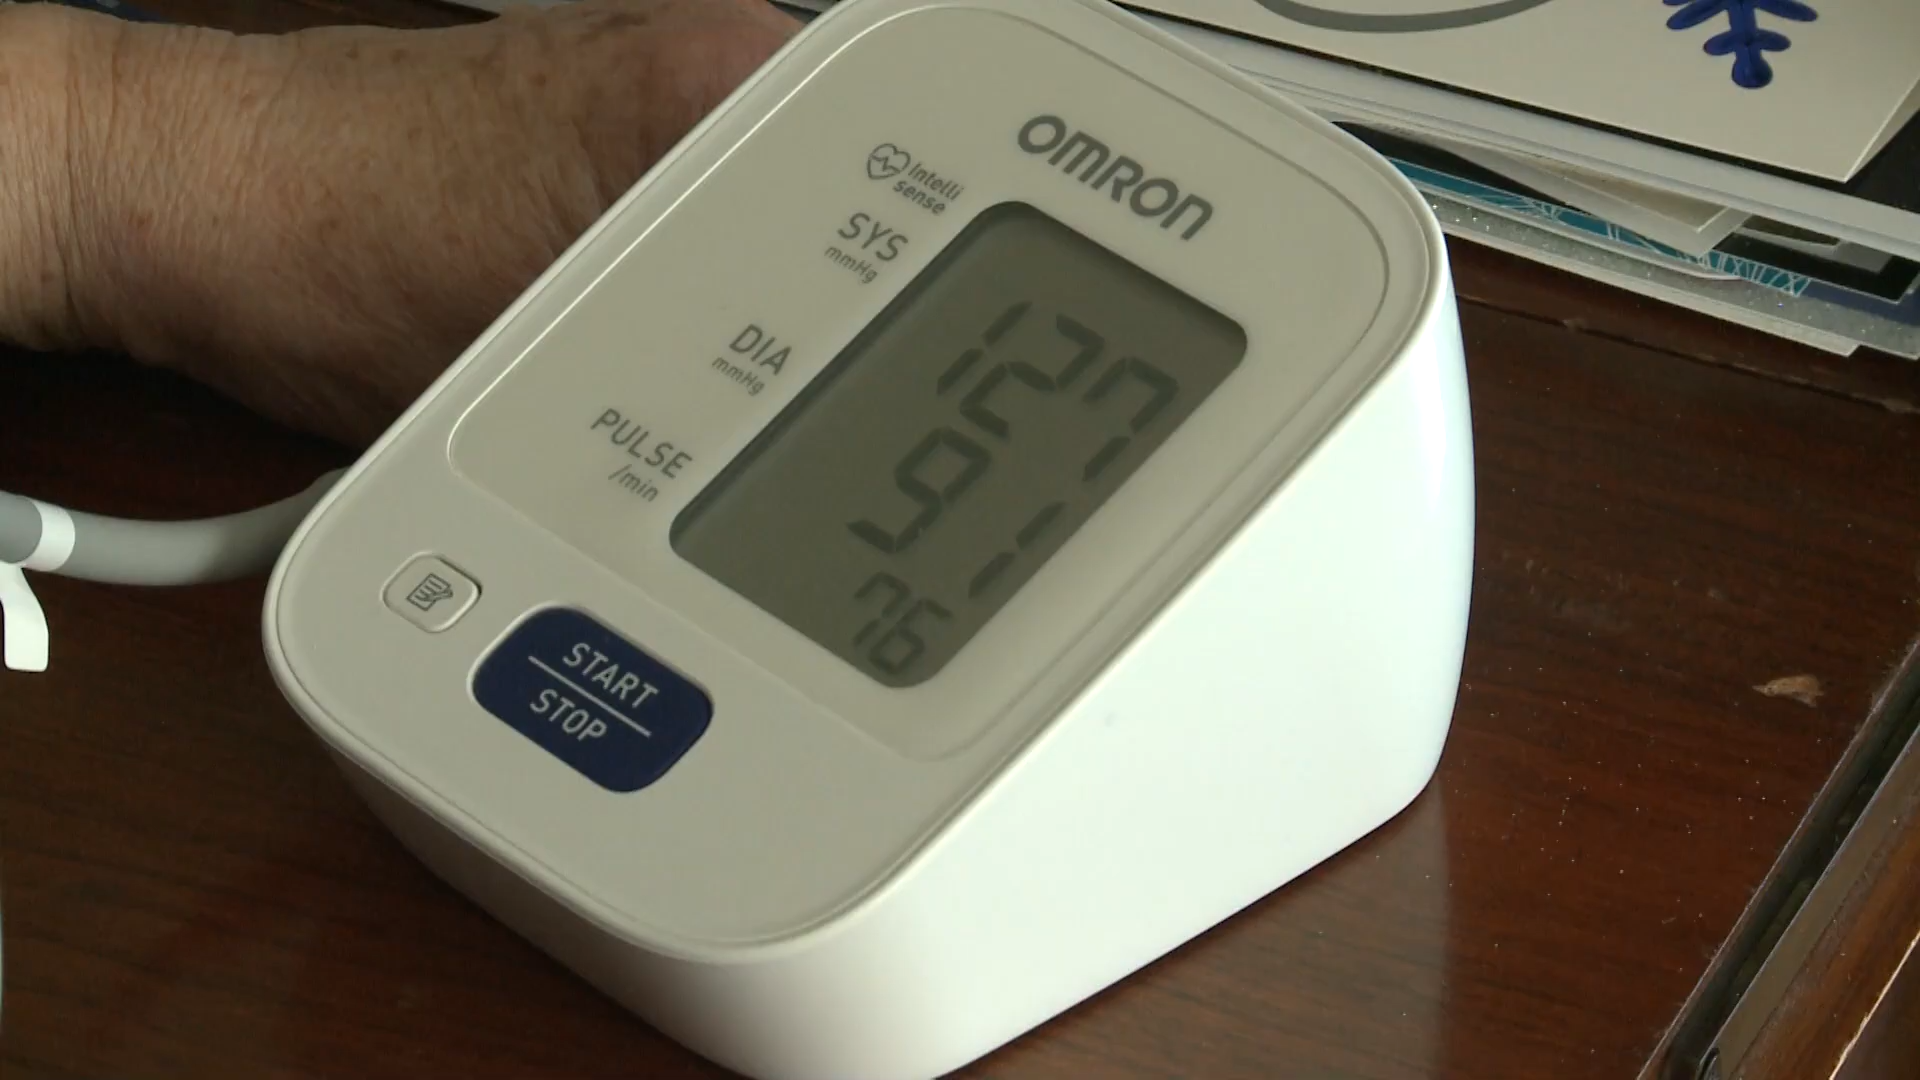 OMRON
Intelli
sense
SYS
mmHg
127
DIA
mmHg
91
PULSE
/min
76
START
STOP